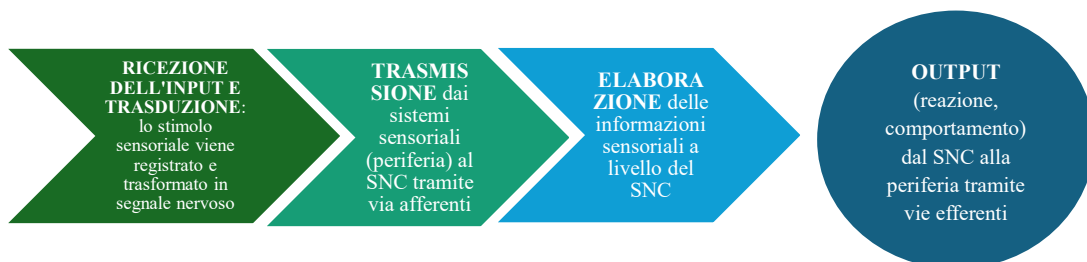 RICEZIONE
DELL'INPUT E
TRASDUZIONE:
lo stimolo
sensoriale viene
registrato e
trasformato in
segnale nervoso
TRASMIS
SIONE dai
sistemi
sensoriali
(periferia) al
SNC tramite
via afferenti
ELABORA
ZIONE delle
informazioni
sensoriali a
livello del
SNC
OUTPUT
(reazione,
comportamento)
dal SNC alla
periferia tramite
vie efferenti